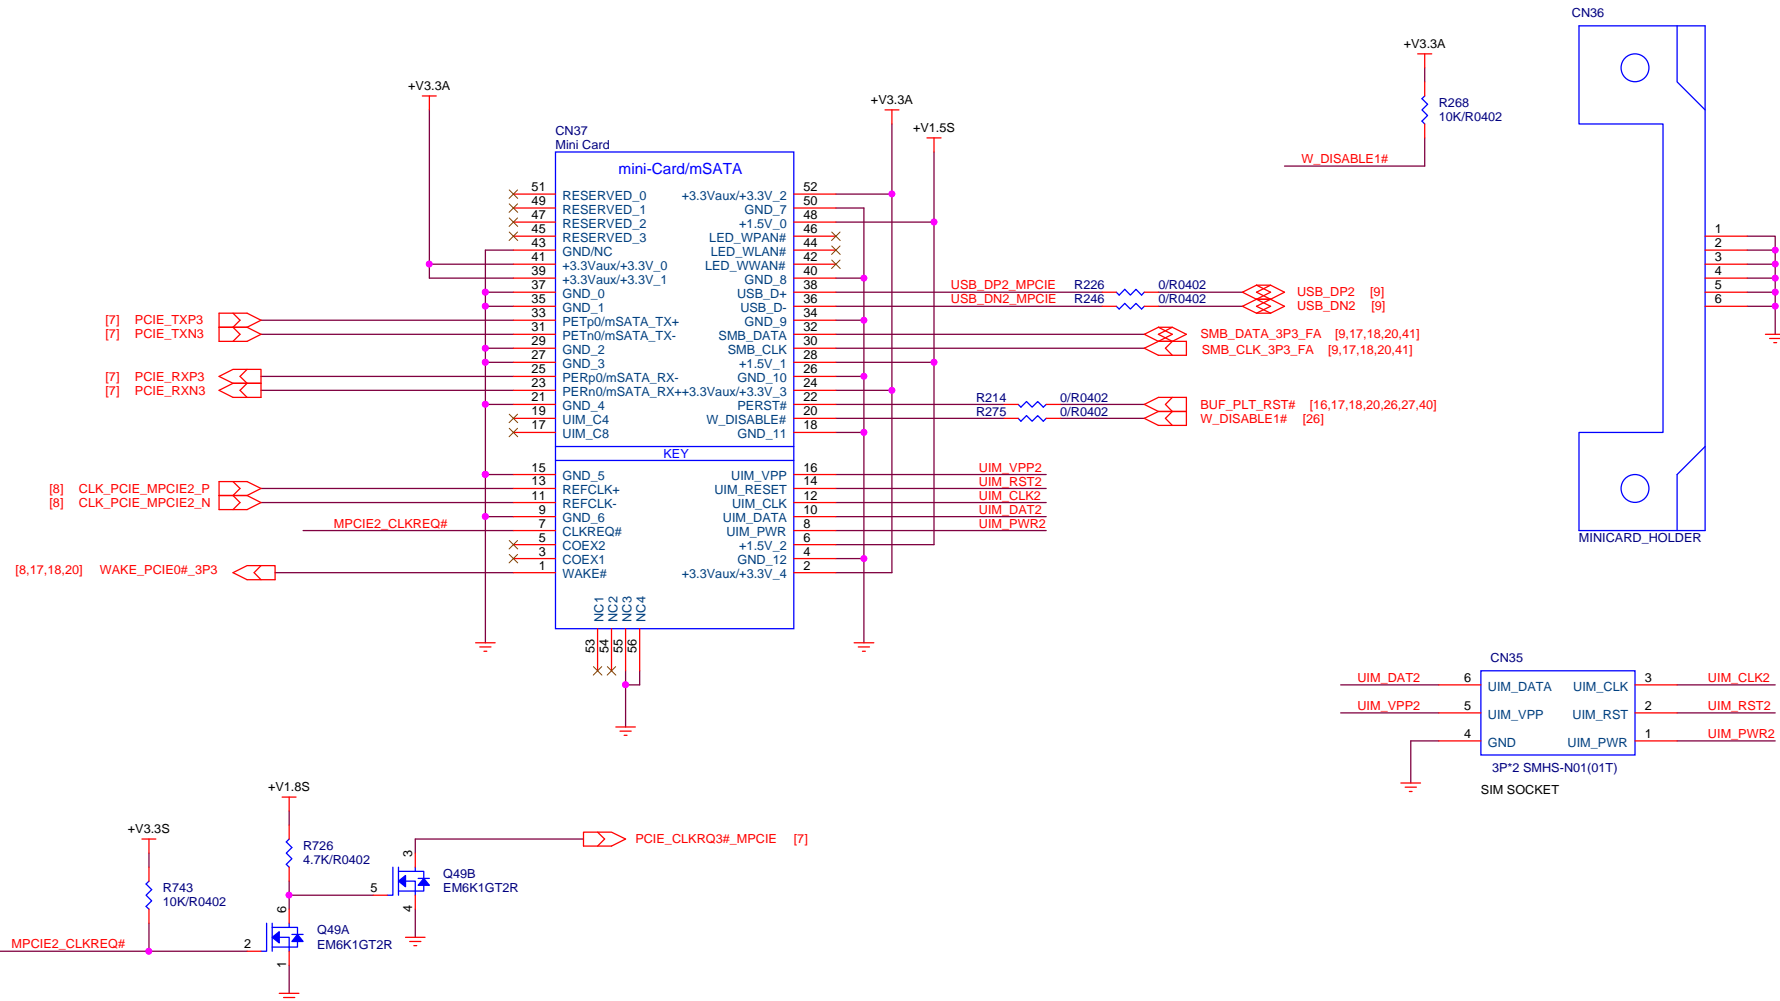 CN36
+V3.3A
R268
10K/R0402
W_DISABLE1#
1
2
3
4
5
6
MINICARD_HOLDER
+V3.3A
+V3.3A
+V1.5S
CN37
Mini Card
mini-Card/mSATA
51 RESERVED_0 +3.3Vaux/+3.3V_2 52
49 RESERVED_1 GND_7 50
47 RESERVED_2 +1.5V_0 48
45 RESERVED_3 LED_WPAN# 46
43 GND/NC LED_WLAN# 44
41 +3.3Vaux/+3.3V_0 LED_WWAN# 42
39 +3.3Vaux/+3.3V_1 GND_8 40
37 GND_0 USB_D+ 38 USB_DP2_MPCIE R226 0/R0402 USB_DP2 [9]
35 GND_1 USB_D- 36 USB_DN2_MPCIE R246 0/R0402 USB_DN2 [9]
[7] PCIE_TXP3 33 PETp0/mSATA_TX+ GND_9 34
[7] PCIE_TXN3 31 PETn0/mSATA_TX- SMB_DATA 32 SMB_DATA_3P3_FA [9,17,18,20,41]
29 GND_2 SMB_CLK 30 SMB_CLK_3P3_FA [9,17,18,20,41]
27 GND_3 +1.5V_1 28
[7] PCIE_RXP3 25 PERp0/mSATA_RX- GND_10 26
[7] PCIE_RXN3 23 PERn0/mSATA_RX++3.3Vaux/+3.3V_3 24
21 GND_4 PERST# 22 R214 0/R0402 BUF_PLT_RST# [16,17,18,20,26,27,40]
19 UIM_C4 W_DISABLE# 20 R275 0/R0402 W_DISABLE1# [26]
17 UIM_C8 GND_11 18
KEY
15 GND_5 UIM_VPP 16 UIM_VPP2
[8] CLK_PCIE_MPCIE2_P 13 REFCLK+ UIM_RESET 14 UIM_RST2
[8] CLK_PCIE_MPCIE2_N 11 REFCLK- UIM_CLK 12 UIM_CLK2
9 GND_6 UIM_DATA 10 UIM_DAT2
MPCIE2_CLKREQ# 7 CLKREQ# UIM_PWR 8 UIM_PWR2
5 COEX2 +1.5V_2 6
3 COEX1 GND_12 4
[8,17,18,20] WAKE_PCIE0#_3P3 1 WAKE# +3.3Vaux/+3.3V_4 2
NC1 NC2 NC3 NC4
53 54 55 56
CN35
UIM_DAT2 6 UIM_DATA UIM_CLK 3 UIM_CLK2
UIM_VPP2 5 UIM_VPP UIM_RST 2 UIM_RST2
4 GND UIM_PWR 1 UIM_PWR2
3P*2 SMHS-N01(01T)
SIM SOCKET
+V1.8S
+V3.3S
R726
4.7K/R0402
R743
10K/R0402
PCIE_CLKRQ3#_MPCIE [7]
3
5
4
Q49B
EM6K1GT2R
6
Q49A
EM6K1GT2R
MPCIE2_CLKREQ# 2
1